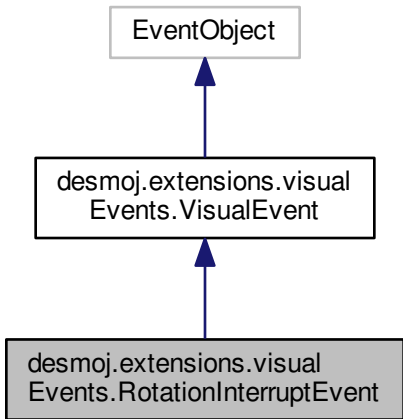 EventObject
desmoj.extensions.visual
Events.VisualEvent
desmoj.extensions.visual
Events.RotationInterruptEvent